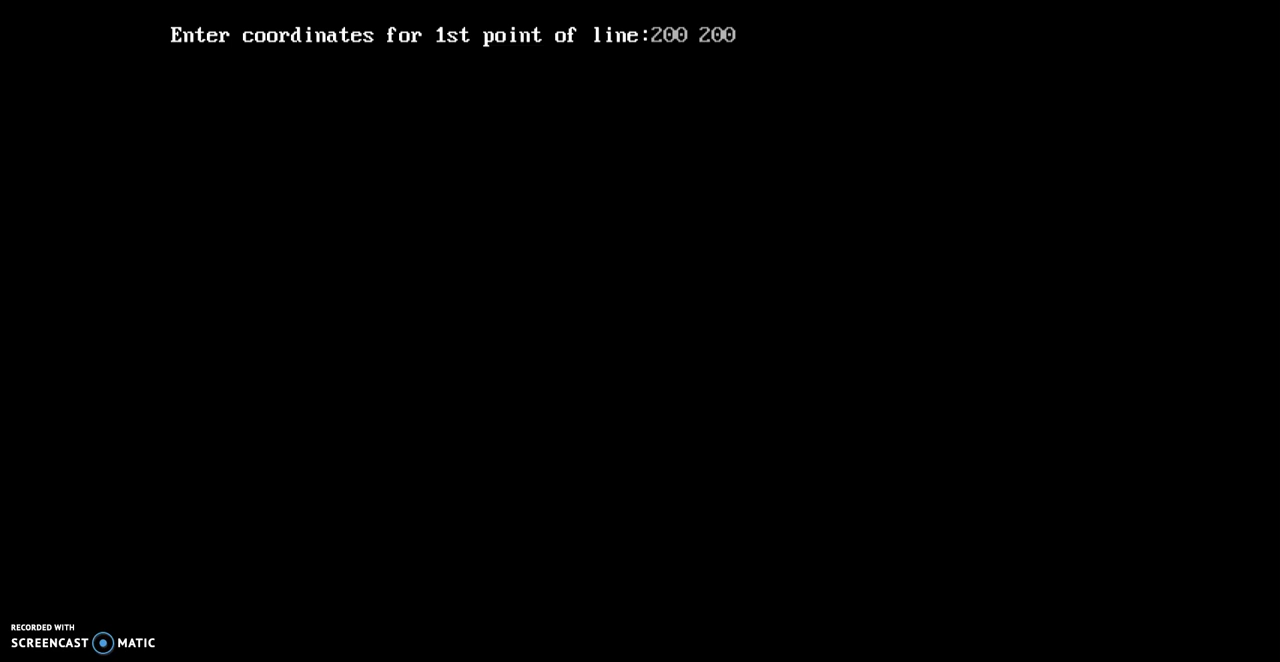 Enter coordinates for 1st point of line:200 200
RECORDED WITH
SCREENCAST MATIC